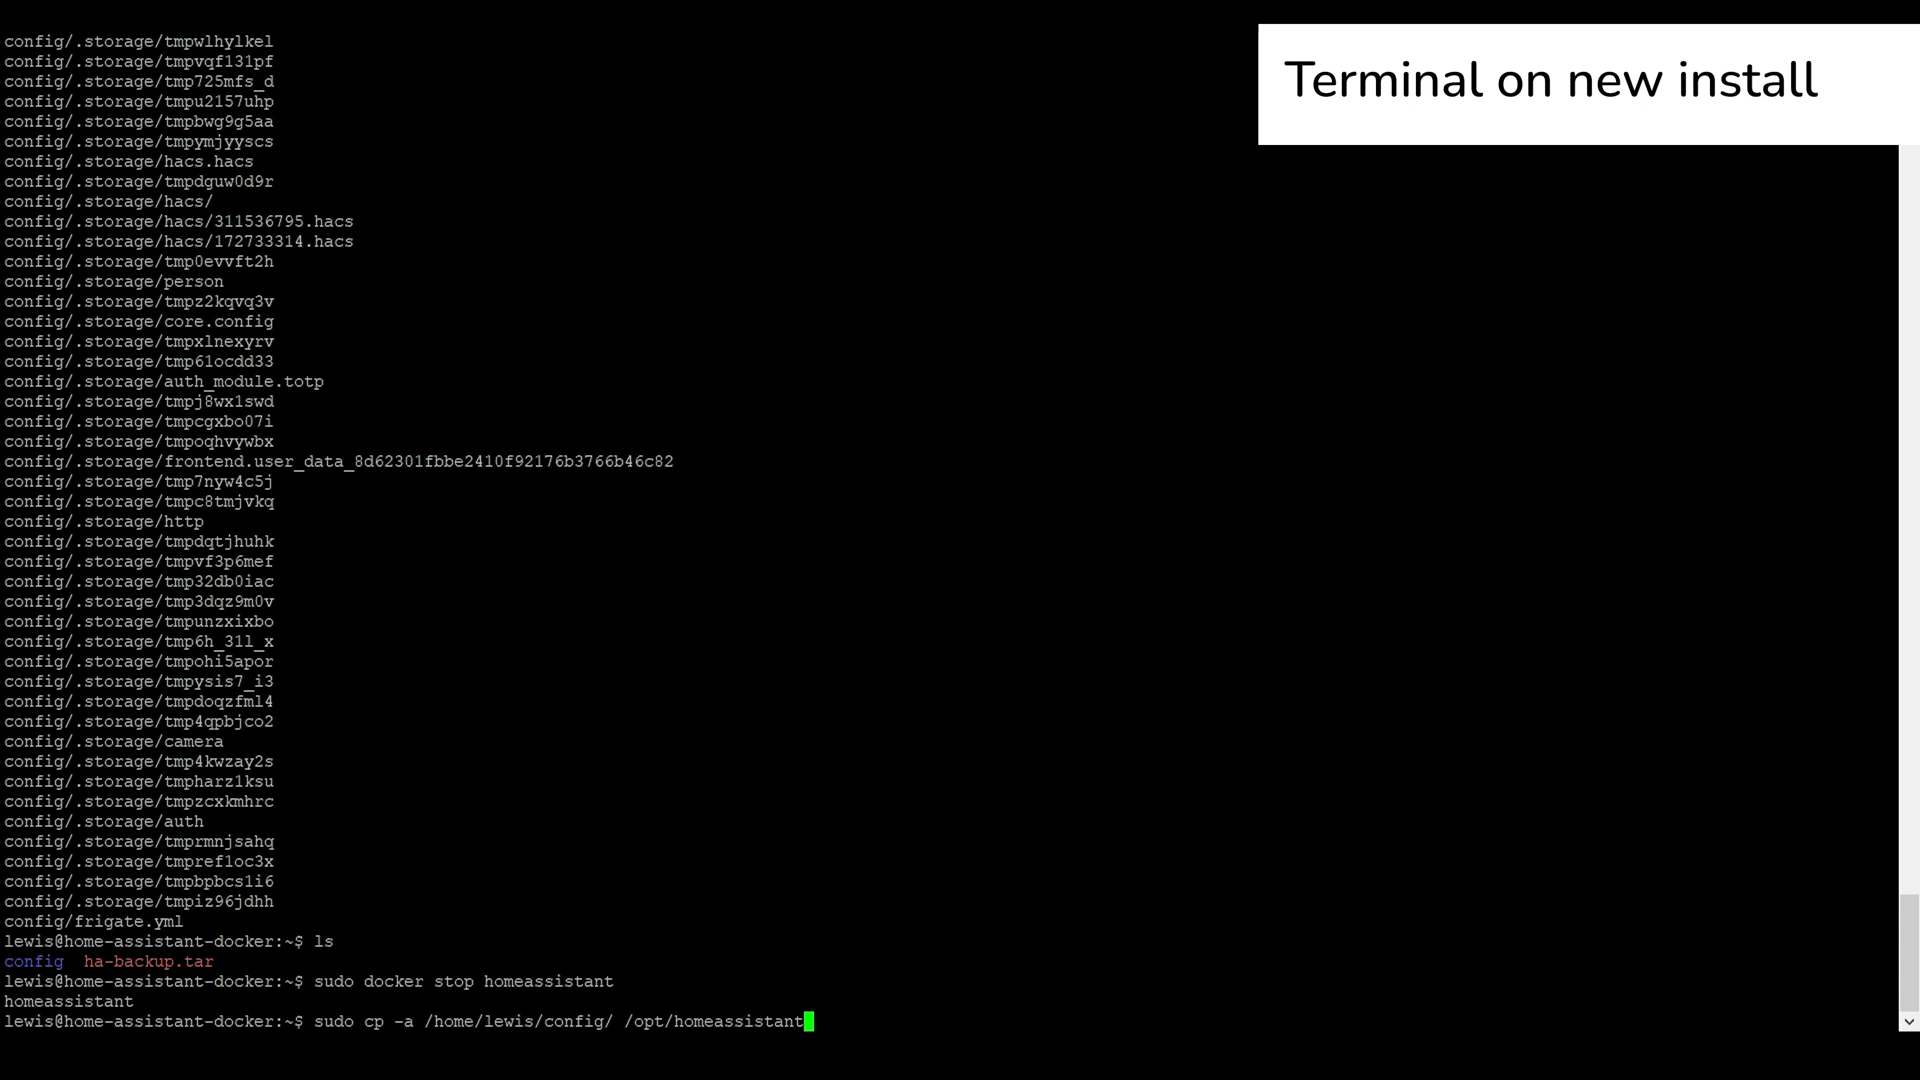 Terminal on new install
config/.storage/tmpwlhylkel
config/.storage/tmpvqf131pf
config/.storage/tmp725mfs_d
config/.storage/tmpu2157uhp
config/.storage/tmpbwg9g5aa
config/.storage/tmpymjyyscs
config/.storage/hacs.hacs
config/.storage/tmpdguw0d9r
config/.storage/hacs/
config/.storage/hacs/311536795.hacs
config/.storage/hacs/172733314.hacs
config/.storage/tmp0evvft2h
config/.storage/person
config/.storage/tmpz2kqvq3v
config/.storage/core.config
config/.storage/tmpxlnexyrv
config/.storage/tmp61ocdd33
config/.storage/auth_module.totp
config/.storage/tmpj8wx1swd
config/.storage/tmpcgxbo07i
config/.storage/tmpoqhvywbx
config/.storage/frontend.user_data_8d62301fbbe2410f92176b3766b46c82
config/.storage/tmp7nyw4c5j
config/.storage/tmpc8tmjvkq
config/.storage/http
config/.storage/tmpdqtjhuhk
config/.storage/tmpvf3p6mef
config/.storage/tmp32db0iac
config/.storage/tmp3dqz9m0v
config/.storage/tmpunzxixbo
config/.storage/tmp6h_31l_x
config/.storage/tmpohi5apor
config/.storage/tmpysis7_i3
config/.storage/tmpdoqzfml4
config/.storage/tmp4qpbjco2
config/.storage/camera
config/.storage/tmp4kwzay2s
config/.storage/tmpharz1ksu
config/.storage/tmpzcxkmhrc
config/.storage/auth
config/.storage/tmprmnjsahq
config/.storage/tmpref1oc3x
config/.storage/tmpbpbcs1i6
config/.storage/tmpiz96jdhh
config/frigate.yml
lewis@home-assistant-docker:~$ ls
config  ha-backup.tar
lewis@home-assistant-docker:~$ sudo docker stop homeassistant
homeassistant
lewis@home-assistant-docker:~$ sudo cp -a /home/lewis/config/ /opt/homeassistant